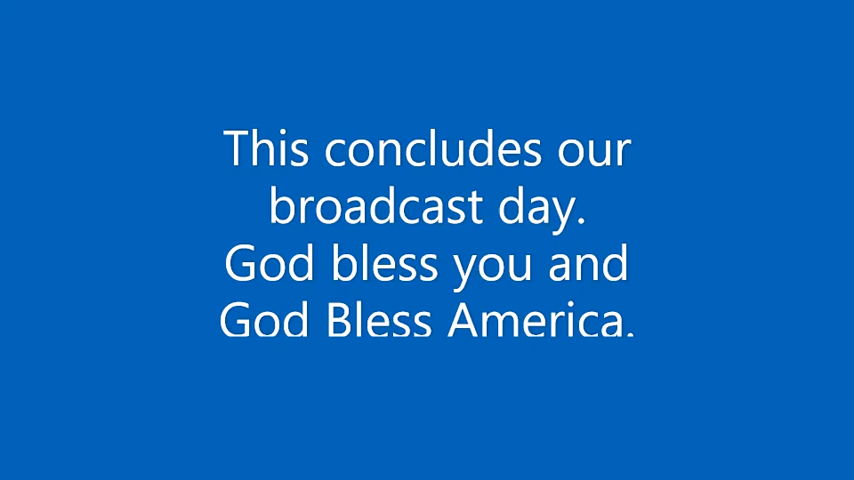 This concludes our
broadcast day.
God bless you and
God Bless America.